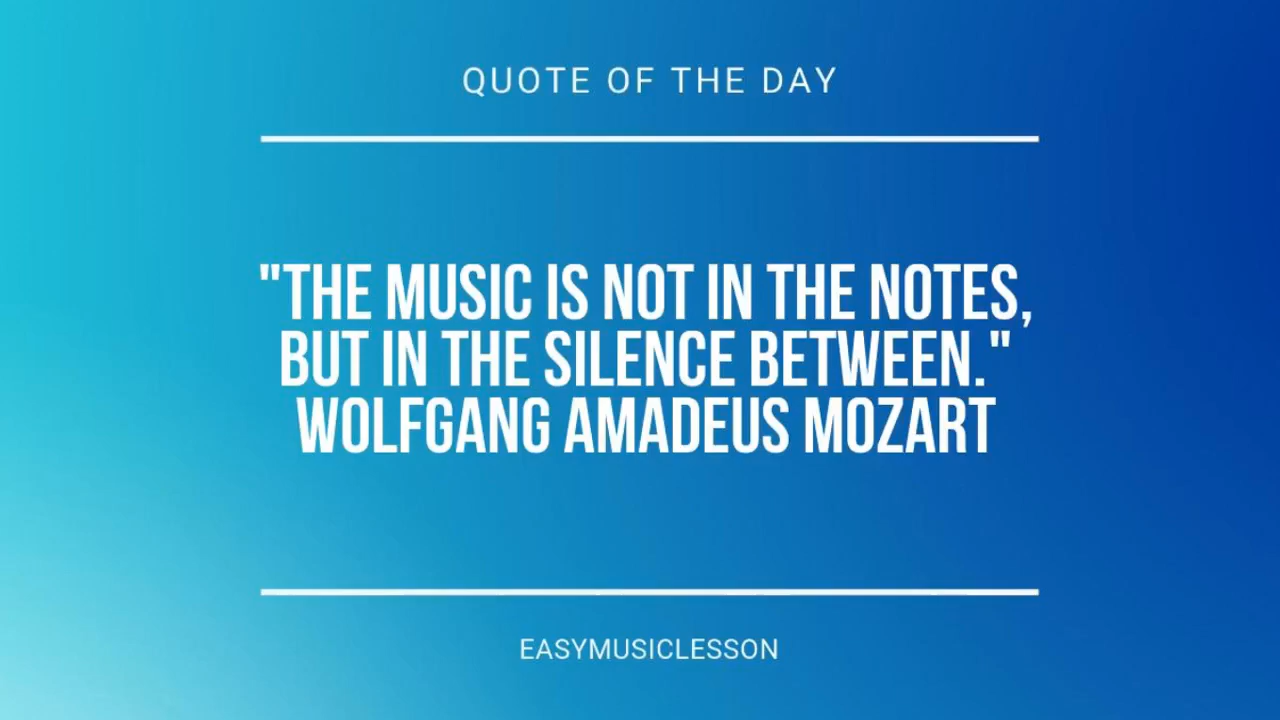 QUOTE OF THE DAY
"THE MUSIC IS NOT IN THE NOTES,
BUT IN THE SILENCE BETWEEN."
WOLFGANG AMADEUS MOZART
EASYMUSICLESSON